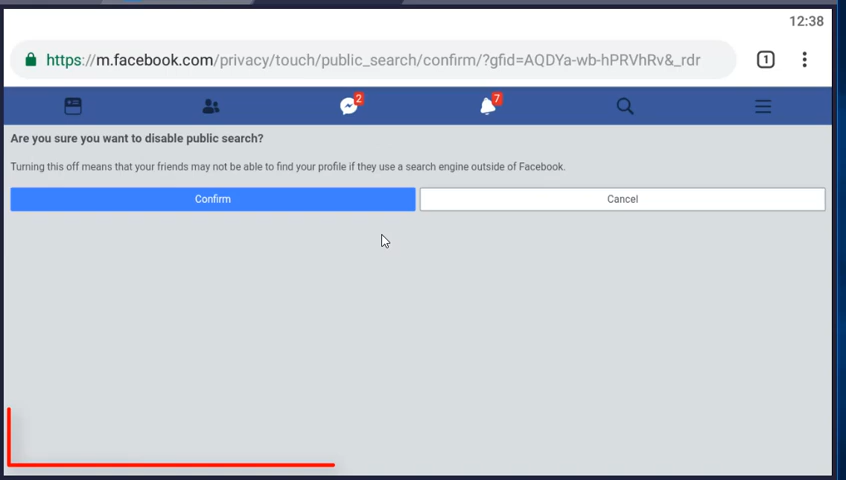 12:38
https://m.facebook.com/privacy/touch/public_search/confirm/?gfid=AQDYa-wb-hPRVhRv&_rdr
1
2
7
Are you sure you want to disable public search?
Turning this off means that your friends may not be able to find your profile if they use a search engine outside of Facebook.
Confirm
Cancel